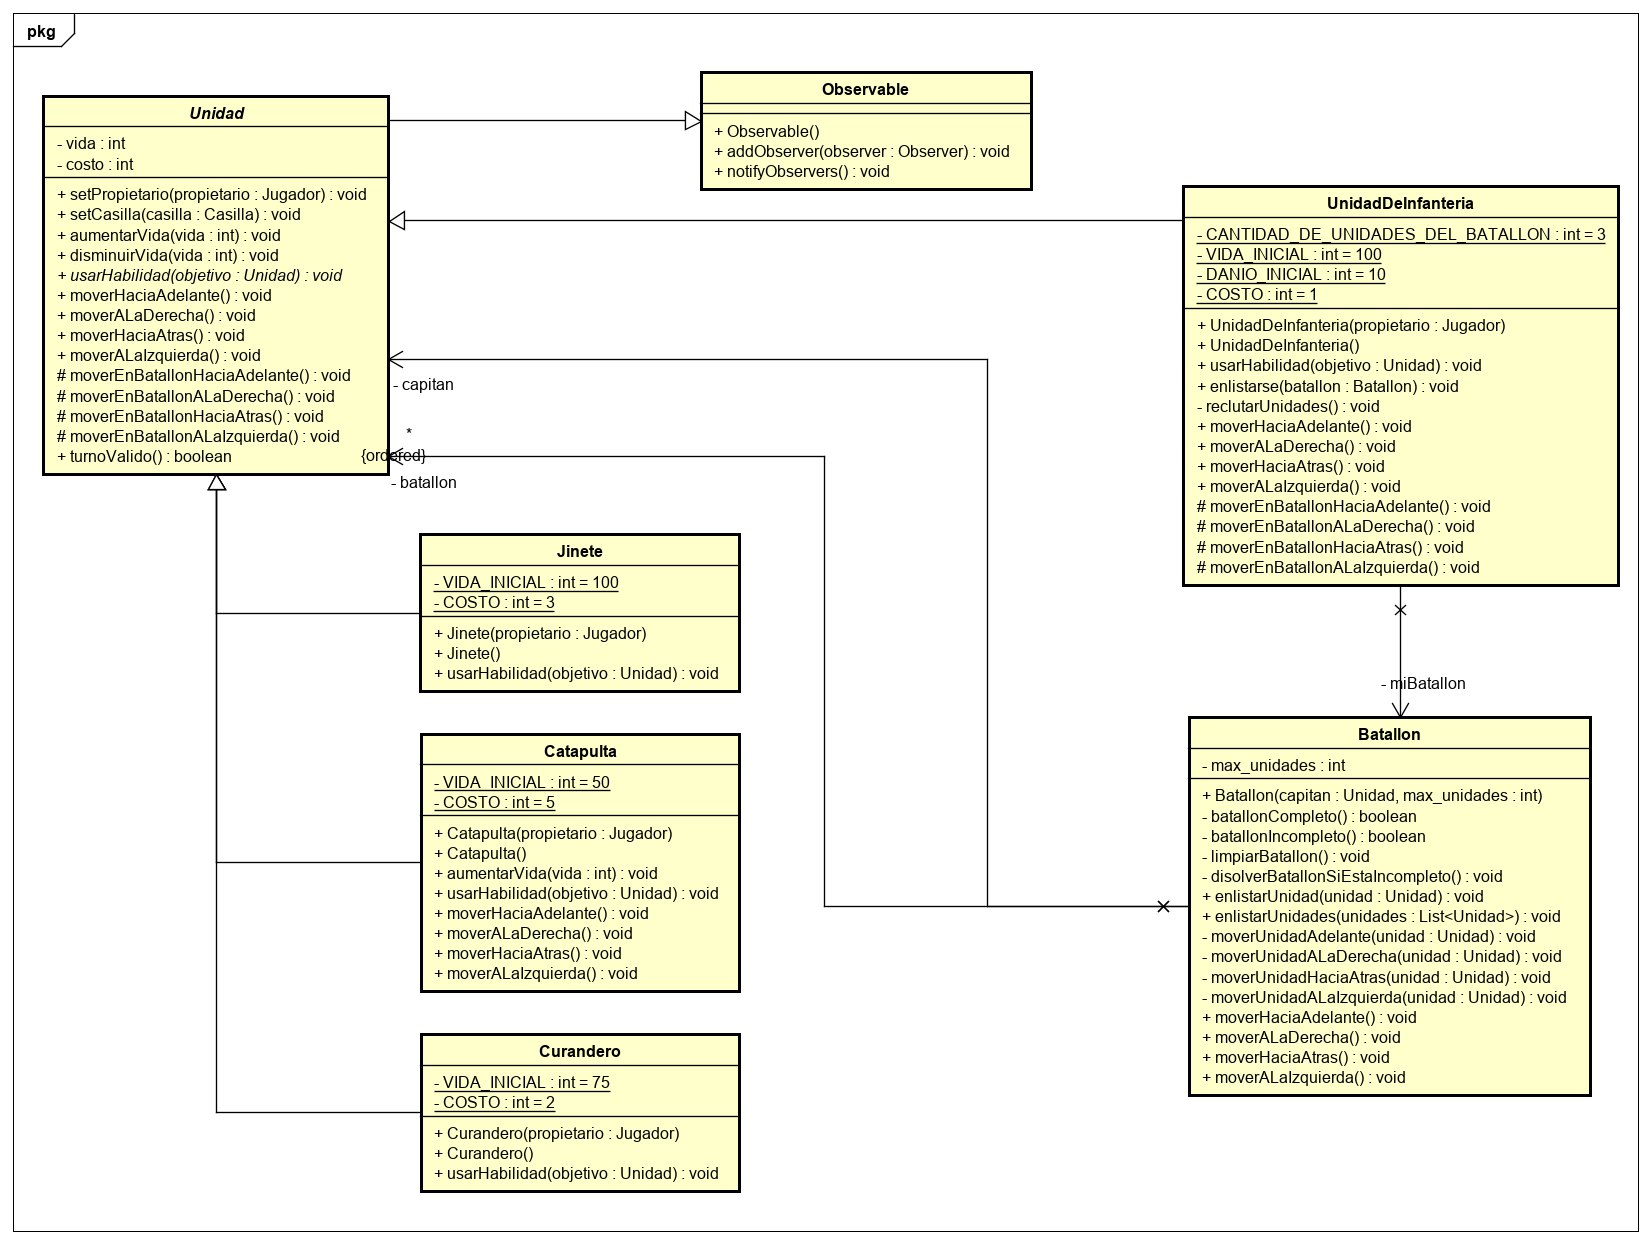 pkg
Unidad
- vida : int
- costo : int
+ setPropietario(propietario : Jugador) : void
+ setCasilla(casilla : Casilla) : void
+ aumentarVida(vida : int) : void
+ disminuirVida(vida : int) : void
+ usarHabilidad(objetivo : Unidad) : void
+ moverHaciaAdelante() : void
+ moverALaDerecha() : void
+ moverHaciaAtras() : void
+ moverALaIzquierda() : void
# moverEnBatallonHaciaAdelante() : void
# moverEnBatallonALaDerecha() : void
# moverEnBatallonHaciaAtras() : void
# moverEnBatallonALaIzquierda() : void
+ turnoValido() : boolean
Observable
+ Observable()
+ addObserver(observer : Observer) : void
+ notifyObservers() : void
UnidadDeInfanteria
- CANTIDAD_DE_UNIDADES_DEL_BATALLON : int = 3
- VIDA_INICIAL : int = 100
- DANIO_INICIAL : int = 10
- COSTO : int = 1
+ UnidadDeInfanteria(propietario : Jugador)
+ UnidadDeInfanteria()
+ usarHabilidad(objetivo : Unidad) : void
+ enlistarse(batallon : Batallon) : void
- reclutarUnidades() : void
+ moverHaciaAdelante() : void
+ moverALaDerecha() : void
+ moverHaciaAtras() : void
+ moverALaIzquierda() : void
# moverEnBatallonHaciaAdelante() : void
# moverEnBatallonALaDerecha() : void
# moverEnBatallonHaciaAtras() : void
# moverEnBatallonALaIzquierda() : void
- capitan
*
{ordered}
- batallon
Jinete
- VIDA_INICIAL : int = 100
- COSTO : int = 3
+ Jinete(propietario : Jugador)
+ Jinete()
+ usarHabilidad(objetivo : Unidad) : void
- miBatallon
Catapulta
- VIDA_INICIAL : int = 50
- COSTO : int = 5
+ Catapulta(propietario : Jugador)
+ Catapulta()
+ aumentarVida(vida : int) : void
+ usarHabilidad(objetivo : Unidad) : void
+ moverHaciaAdelante() : void
+ moverALaDerecha() : void
+ moverHaciaAtras() : void
+ moverALaIzquierda() : void
Batallon
- max_unidades : int
+ Batallon(capitan : Unidad, max_unidades : int)
- batallonCompleto() : boolean
- batallonIncompleto() : boolean
- limpiarBatallon() : void
- disolverBatallonSiEstaIncompleto() : void
+ enlistarUnidad(unidad : Unidad) : void
+ enlistarUnidades(unidades : List<Unidad>) : void
- moverUnidadAdelante(unidad : Unidad) : void
- moverUnidadALaDerecha(unidad : Unidad) : void
- moverUnidadHaciaAtras(unidad : Unidad) : void
- moverUnidadALaIzquierda(unidad : Unidad) : void
+ moverHaciaAdelante() : void
+ moverALaDerecha() : void
+ moverHaciaAtras() : void
+ moverALaIzquierda() : void
Curandero
- VIDA_INICIAL : int = 75
- COSTO : int = 2
+ Curandero(propietario : Jugador)
+ Curandero()
+ usarHabilidad(objetivo : Unidad) : void